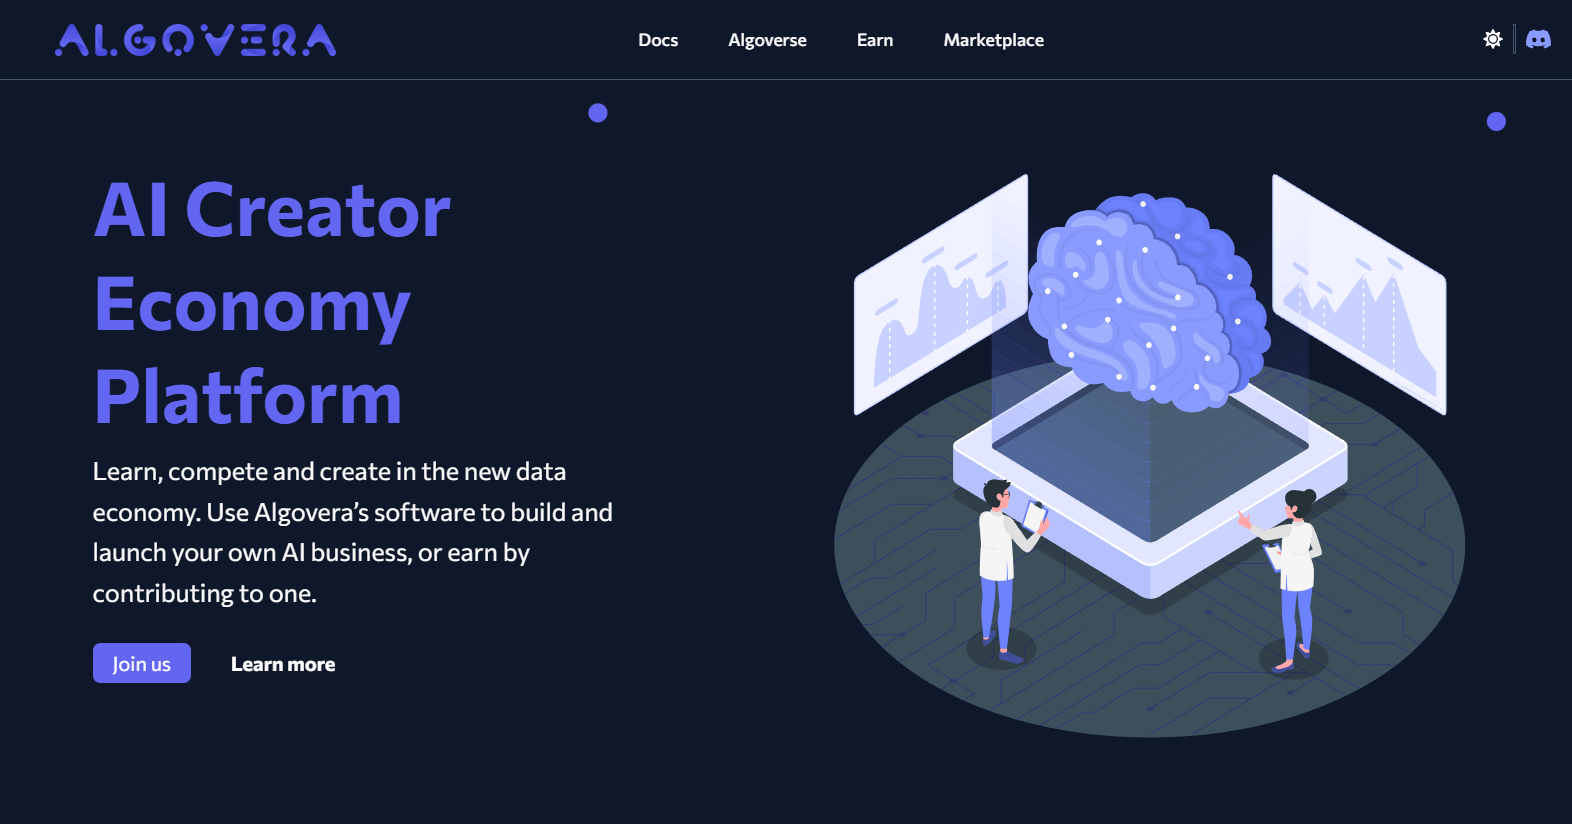 ALGOVERA
Docs
Algoverse
Earn
Marketplace
AI Creator
Economy
Platform
Learn, compete and create in the new data
economy. Use Algovera’s software to build and
launch your own AI business, or earn by
contributing to one.
Join us
Learn more